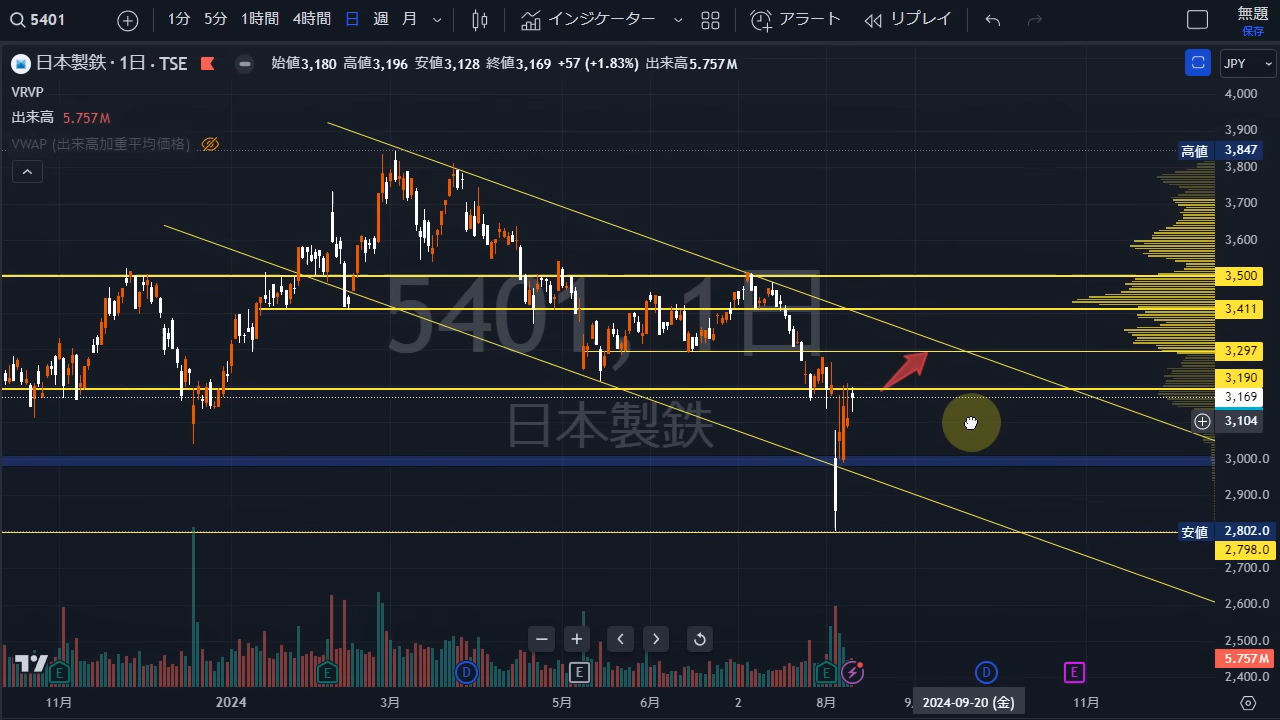 5401 1分 5分 1時間 4時間 日 週 月 インジケーター アラート リプレイ 無題
保存
日本製鉄・1日・TSE 始値3,180 高値3,196 安値3,128 終値3,169 +57 (+1.83%) 出来高5.757M JPY
VRVP
出来高 5.757M
VWAP (出来高加重平均価格)
4,000
3,900
高値 3,847
3,800
3,700
3,600
3,500
3,411
3,297
3,190
3,169
3,104
3,000.0
2,900.0
安値 2,802.0
2,798.0
2,700.0
2,600.0
2,500.0
5.757M
2,400.0
5401, 1日
日本製鉄
E E D E E D E
11月 2024 3月 5月 6月 2 8月 9 2024-09-20 (金) 11月